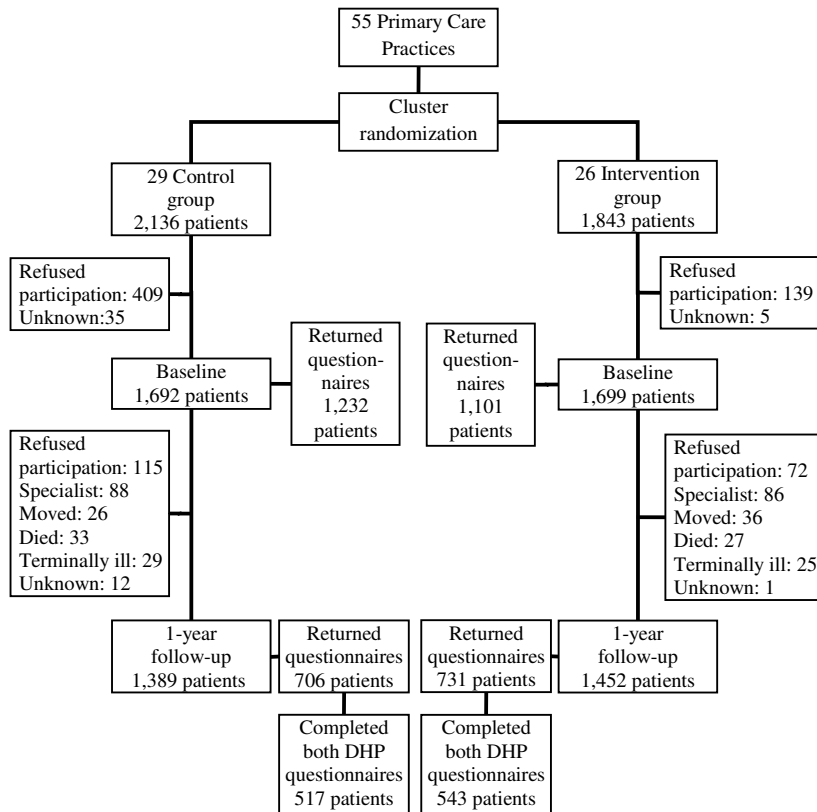 55 Primary Care
Practices
Cluster
randomization
29 Control
group
2,136 patients
26 Intervention
group
1,843 patients
Refused
participation: 409
Unknown:35
Refused
participation: 139
Unknown: 5
Baseline
1,692 patients
Returned
question-
naires
1,232
patients
Returned
question-
naires
1,101
patients
Baseline
1,699 patients
Refused
participation: 115
Specialist: 88
Moved: 26
Died: 33
Terminally ill: 29
Unknown: 12
Refused
participation: 72
Specialist: 86
Moved: 36
Died: 27
Terminally ill: 25
Unknown: 1
1-year
follow-up
1,389 patients
Returned
questionnaires
706 patients
Returned
questionnaires
731 patients
1-year
follow-up
1,452 patients
Completed
both DHP
questionnaires
517 patients
Completed
both DHP
questionnaires
543 patients